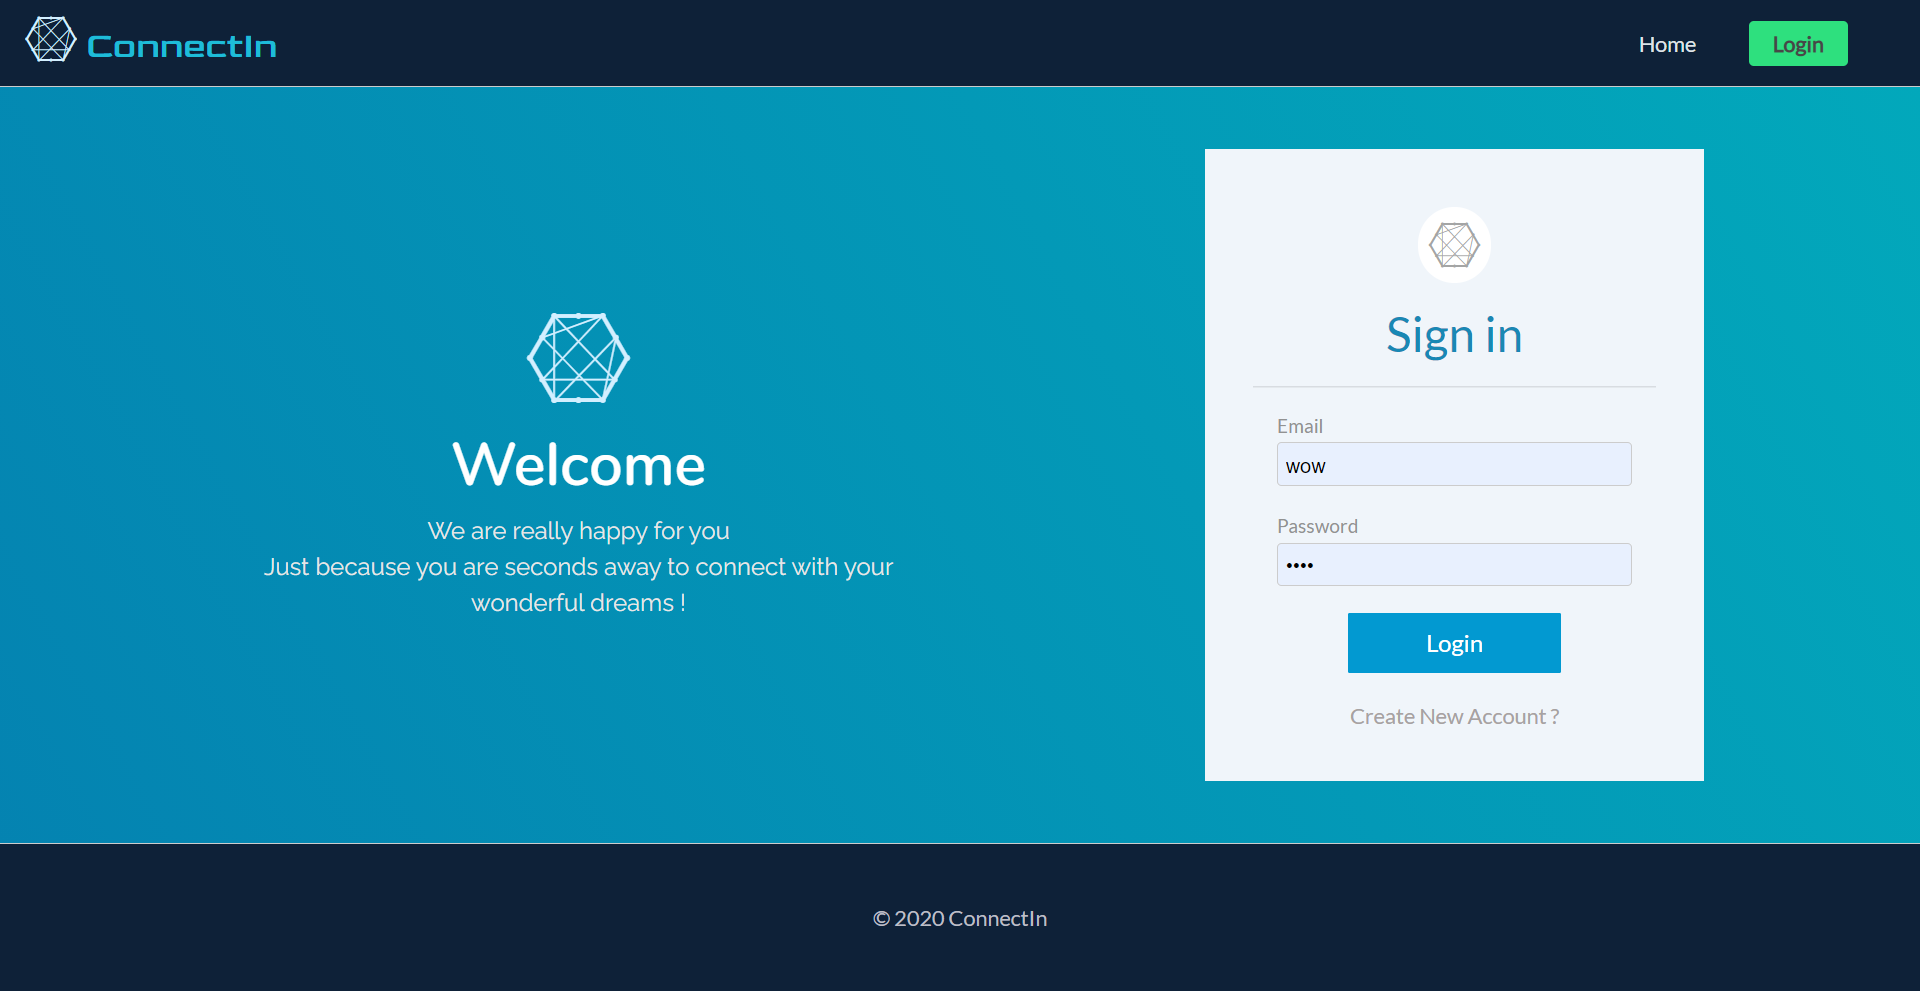 ConnectIn
Home
Login
Welcome
We are really happy for you
Just because you are seconds away to connect with your
wonderful dreams !
Sign in
Email
wow
Password
••••
Login
Create New Account ?
© 2020 ConnectIn